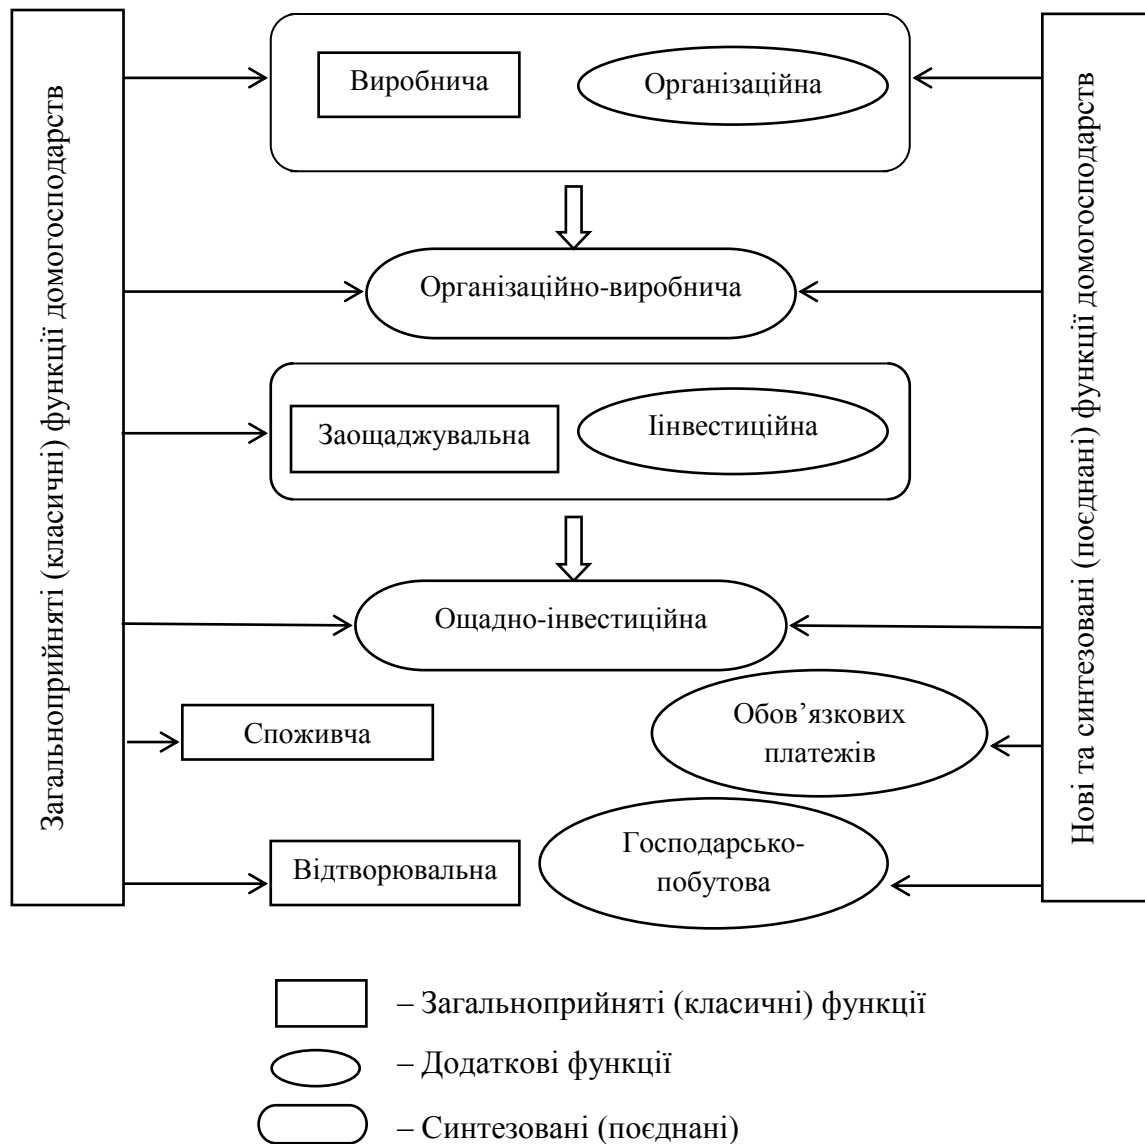 Загальноприйняті (класичні) функції домогосподарств
Виробнича
Організаційна
Організаційно-виробнича
Заощаджувальна
Іінвестиційна
Ощадно-інвестиційна
Споживча
Обов’язкових
платежів
Відтворювальна
Господарсько-
побутова
Нові та синтезовані (поєднані) функції домогосподарств
– Загальноприйняті (класичні) функції
– Додаткові функції
– Синтезовані (поєднані)